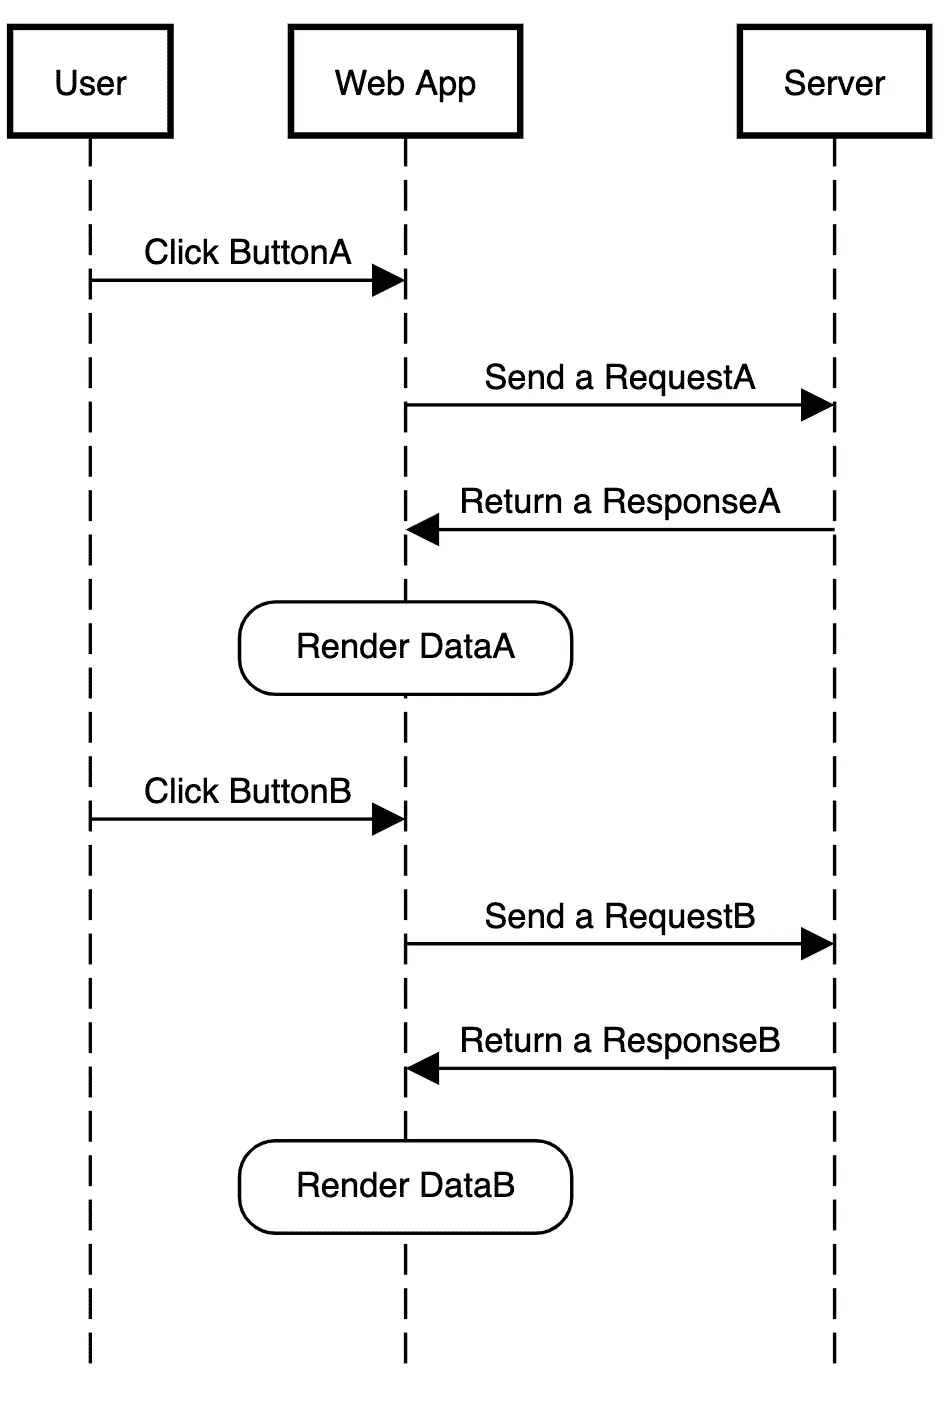 User
Web App
Server
Click ButtonA
Send a RequestA
Return a ResponseA
Render DataA
Click ButtonB
Send a RequestB
Return a ResponseB
Render DataB